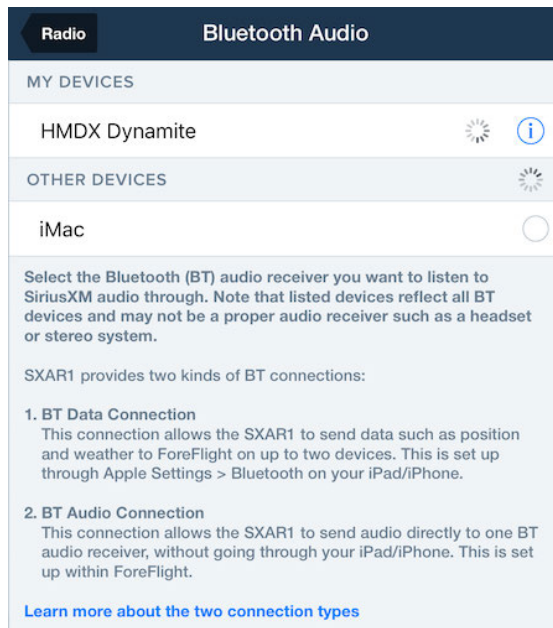 Radio
Bluetooth Audio
MY DEVICES
HMDX Dynamite
OTHER DEVICES
iMac
Select the Bluetooth (BT) audio receiver you want to listen to
SiriusXM audio through. Note that listed devices reflect all BT
devices and may not be a proper audio receiver such as a headset
or stereo system.
SXAR1 provides two kinds of BT connections:
1. BT Data Connection
This connection allows the SXAR1 to send data such as position
and weather to ForeFlight on up to two devices. This is set up
through Apple Settings > Bluetooth on your iPad/iPhone.
2. BT Audio Connection
This connection allows the SXAR1 to send audio directly to one BT
audio receiver, without going through your iPad/iPhone. This is set
up within ForeFlight.
Learn more about the two connection types